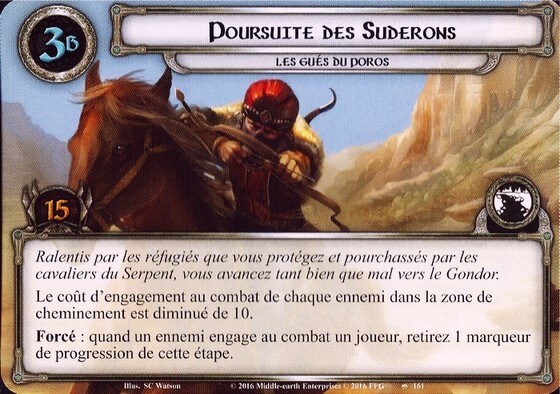 3B
POURSUITE DES SUDERONS
LES GUÉS DU POROS
15
Ralentis par les réfugiés que vous protégez et pourchassés par les
cavaliers du Serpent, vous avancez tant bien que mal vers le Gondor.
Le coût d'engagement au combat de chaque ennemi dans la zone de
cheminement est diminué de 10.
Forcé : quand un ennemi engage au combat un joueur, retirez 1 marqueur
de progression de cette étape.
Illus. SC Watson © 2016 Middle-earth Enterprises © 2016 FFG 161